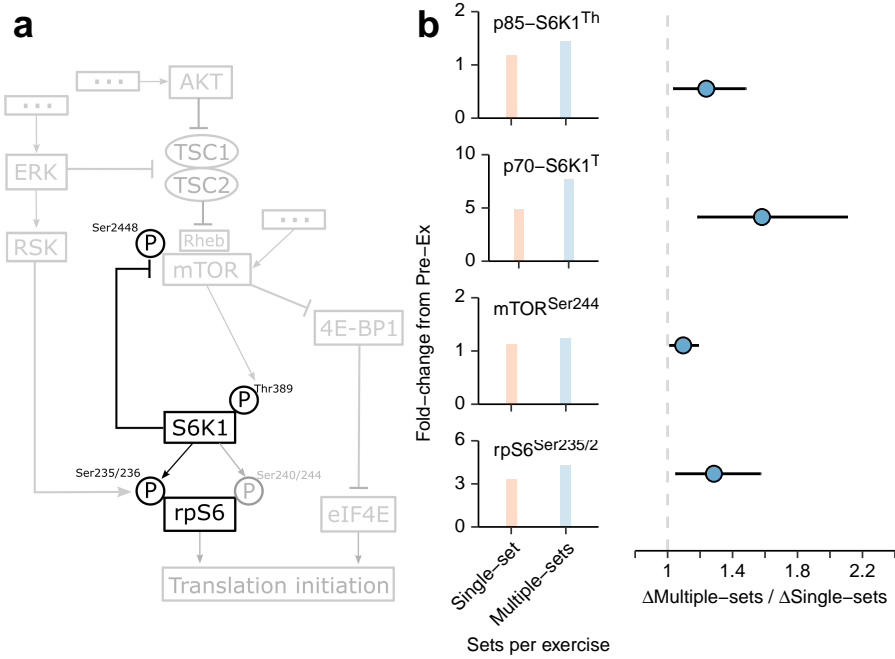 a
AKT
ERK
TSC1
TSC2
RSK
Ser2448
P
Rheb
mTOR
4E-BP1
P
Thr389
S6K1
Ser235/236
P
Ser240/244
P
rpS6
eIF4E
Translation initiation
b
Fold−change from Pre−Ex
p85−S6K1Th
2
1
0
p70−S6K1T
10
5
0
mTORSer244
2
1
0
rpS6Ser235/2
6
3
0
Single−set
Multiple−sets
Sets per exercise
1
1.4
1.8
2.2
ΔMultiple−sets / ΔSingle−sets